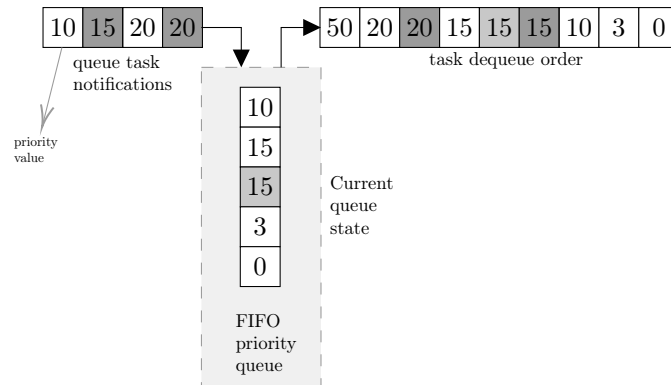 10 15 20 20
50 20 20 15 15 15 10 3 0
queue task
notifications
task dequeue order
priority
value
10
15
15
3
0
Current
queue
state
FIFO
priority
queue